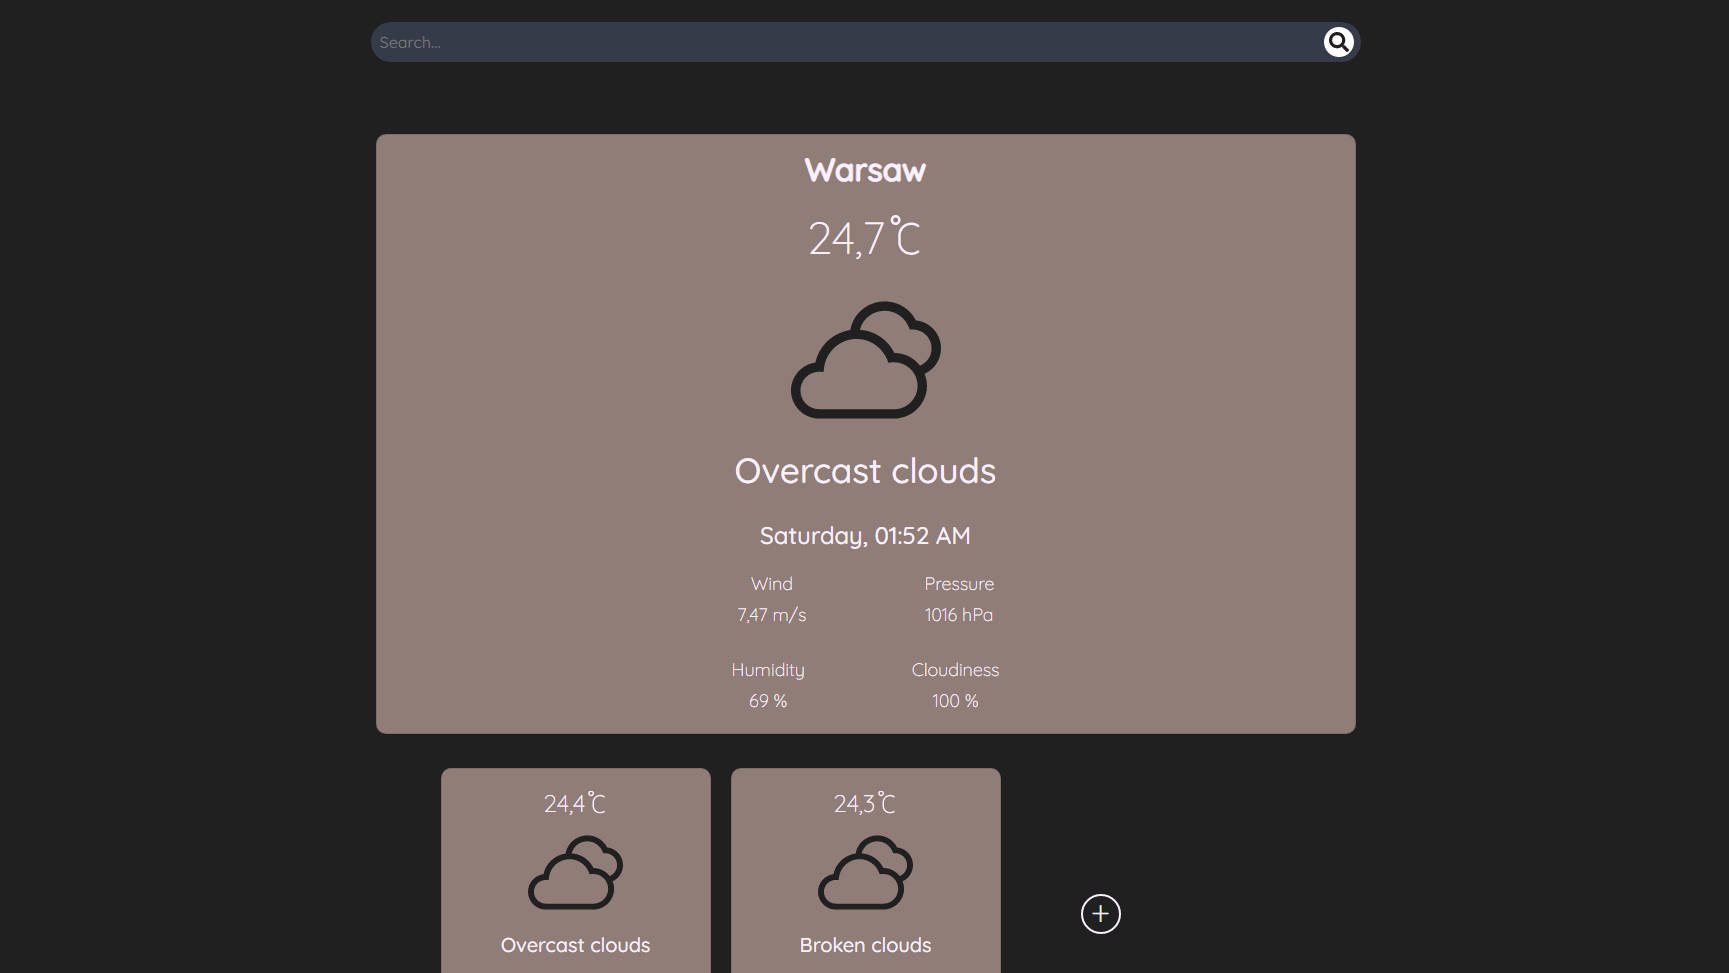 Search...
Warsaw
24,7℃
Overcast clouds
Saturday, 01:52 AM
Wind Pressure
7,47 m/s 1016 hPa
Humidity Cloudiness
69 % 100 %
24,4℃ 24,3℃
Overcast clouds Broken clouds